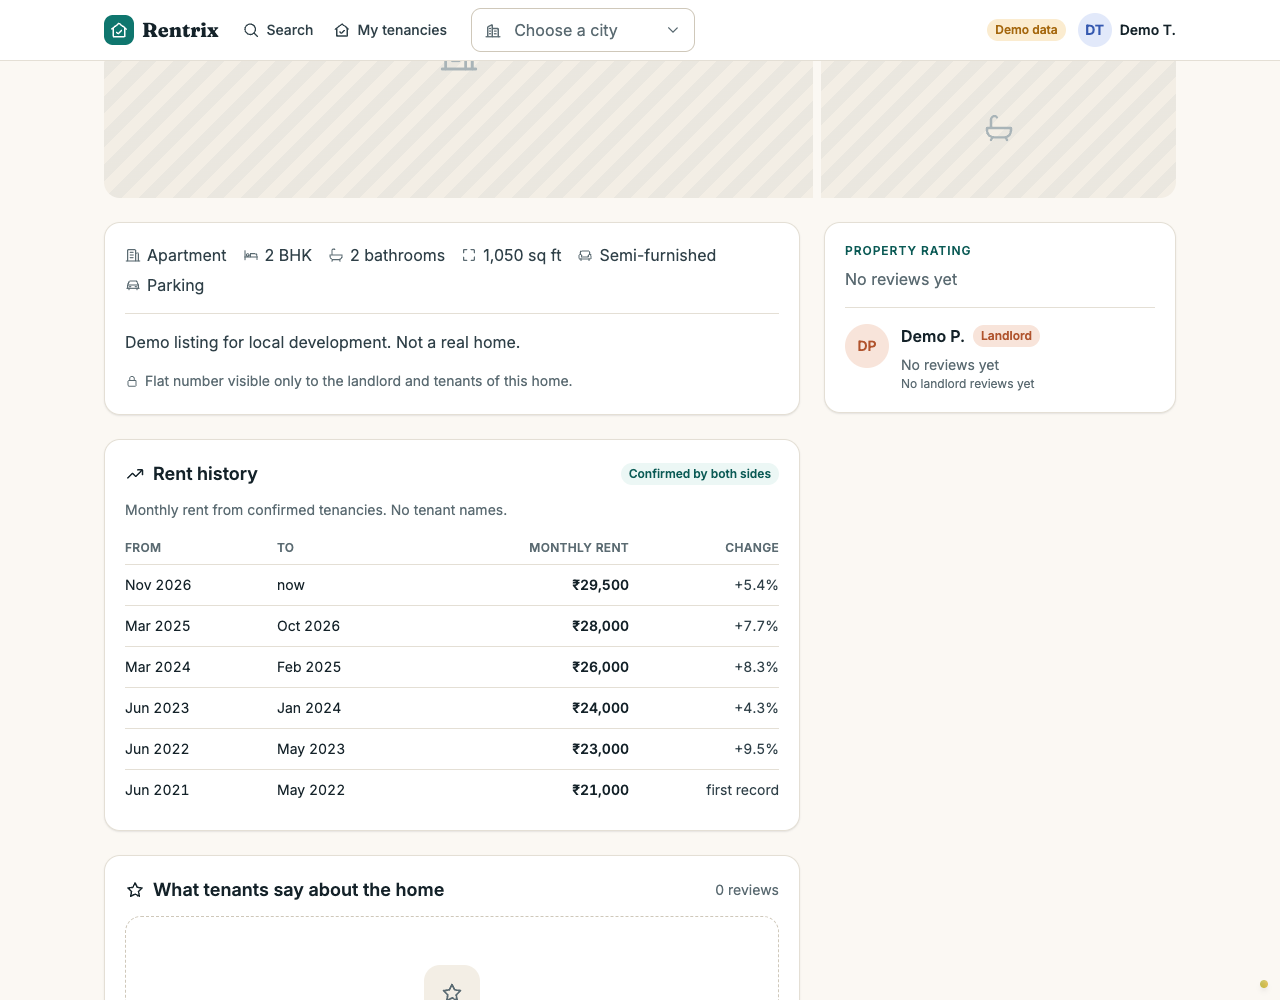 Rentrix
Search
My tenancies
Choose a city
Demo data
DT
Demo T.
Apartment
2 BHK
2 bathrooms
1,050 sq ft
Semi-furnished
Parking
Demo listing for local development. Not a real home.
Flat number visible only to the landlord and tenants of this home.
PROPERTY RATING
No reviews yet
DP
Demo P.
Landlord
No reviews yet
No landlord reviews yet
Rent history
Confirmed by both sides
Monthly rent from confirmed tenancies. No tenant names.
FROM TO MONTHLY RENT CHANGE
Nov 2026 now ₹29,500 +5.4%
Mar 2025 Oct 2026 ₹28,000 +7.7%
Mar 2024 Feb 2025 ₹26,000 +8.3%
Jun 2023 Jan 2024 ₹24,000 +4.3%
Jun 2022 May 2023 ₹23,000 +9.5%
Jun 2021 May 2022 ₹21,000 first record
What tenants say about the home
0 reviews